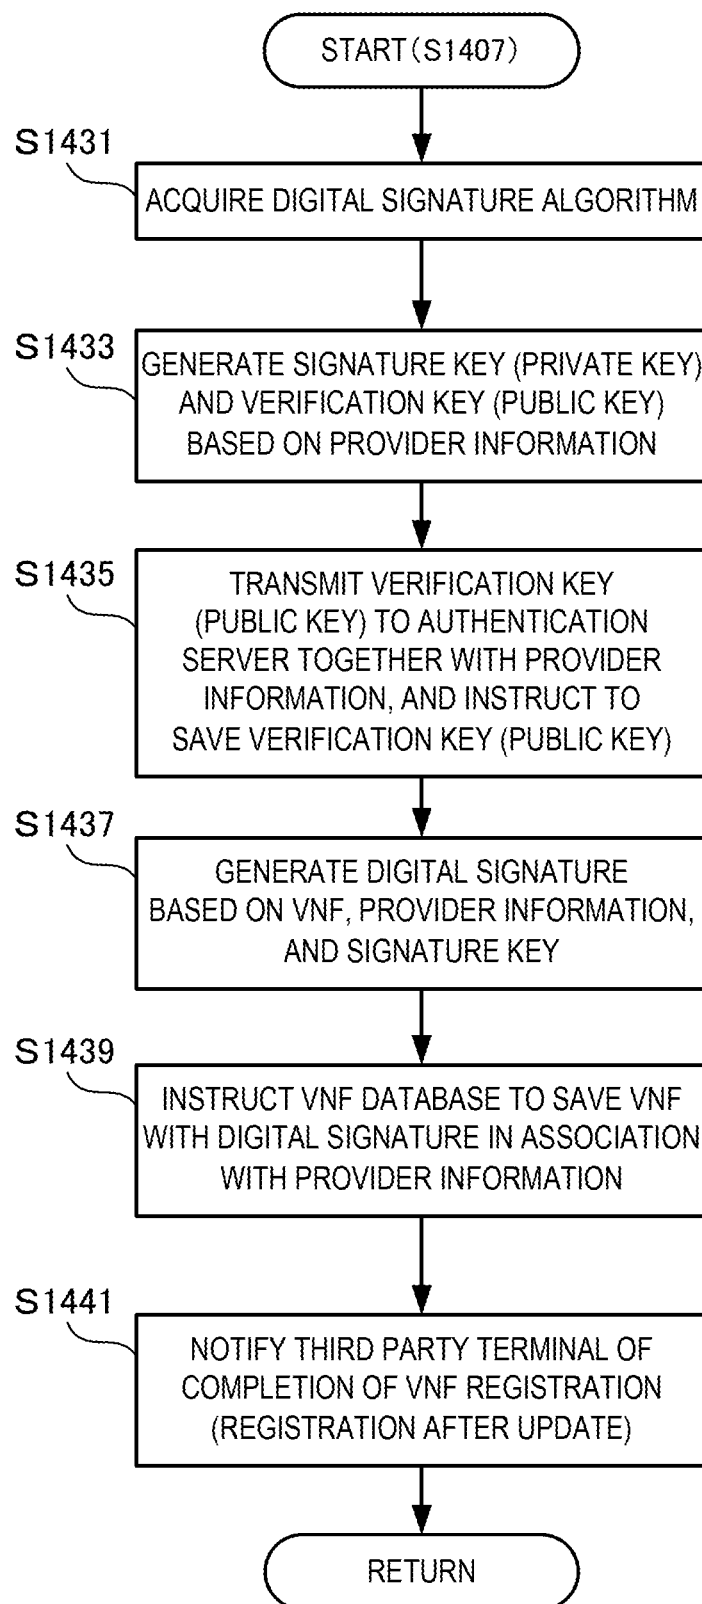 START(S1407)
S1431
ACQUIRE DIGITAL SIGNATURE ALGORITHM
S1433
GENERATE SIGNATURE KEY (PRIVATE KEY)
AND VERIFICATION KEY (PUBLIC KEY)
BASED ON PROVIDER INFORMATION
S1435
TRANSMIT VERIFICATION KEY
(PUBLIC KEY) TO AUTHENTICATION
SERVER TOGETHER WITH PROVIDER
INFORMATION, AND INSTRUCT TO
SAVE VERIFICATION KEY (PUBLIC KEY)
S1437
GENERATE DIGITAL SIGNATURE
BASED ON VNF, PROVIDER INFORMATION,
AND SIGNATURE KEY
S1439
INSTRUCT VNF DATABASE TO SAVE VNF
WITH DIGITAL SIGNATURE IN ASSOCIATION
WITH PROVIDER INFORMATION
S1441
NOTIFY THIRD PARTY TERMINAL OF
COMPLETION OF VNF REGISTRATION
(REGISTRATION AFTER UPDATE)
RETURN